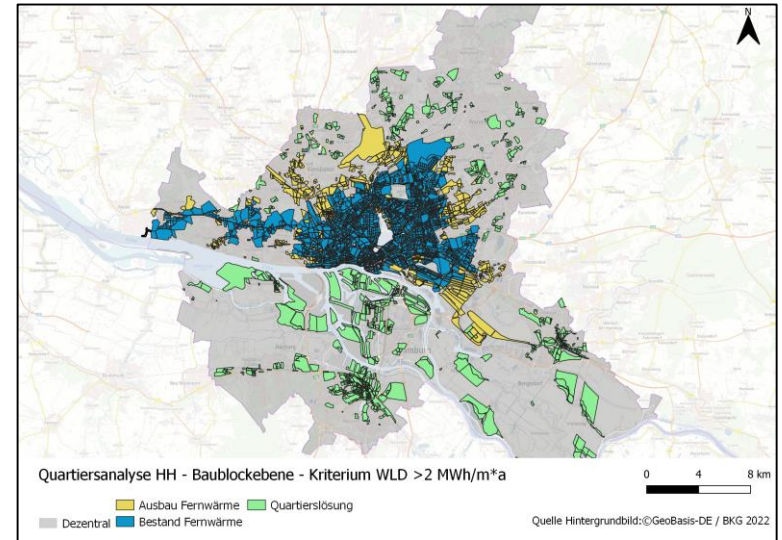 N
Quartiersanalyse HH - Baublockebene - Kriterium WLD >2 MWh/m*a
0 4 8 km
Ausbau Fernwärme Quartierslösung
Dezentral Bestand Fernwärme
Quelle Hintergrundbild:©GeoBasis-DE / BKG 2022